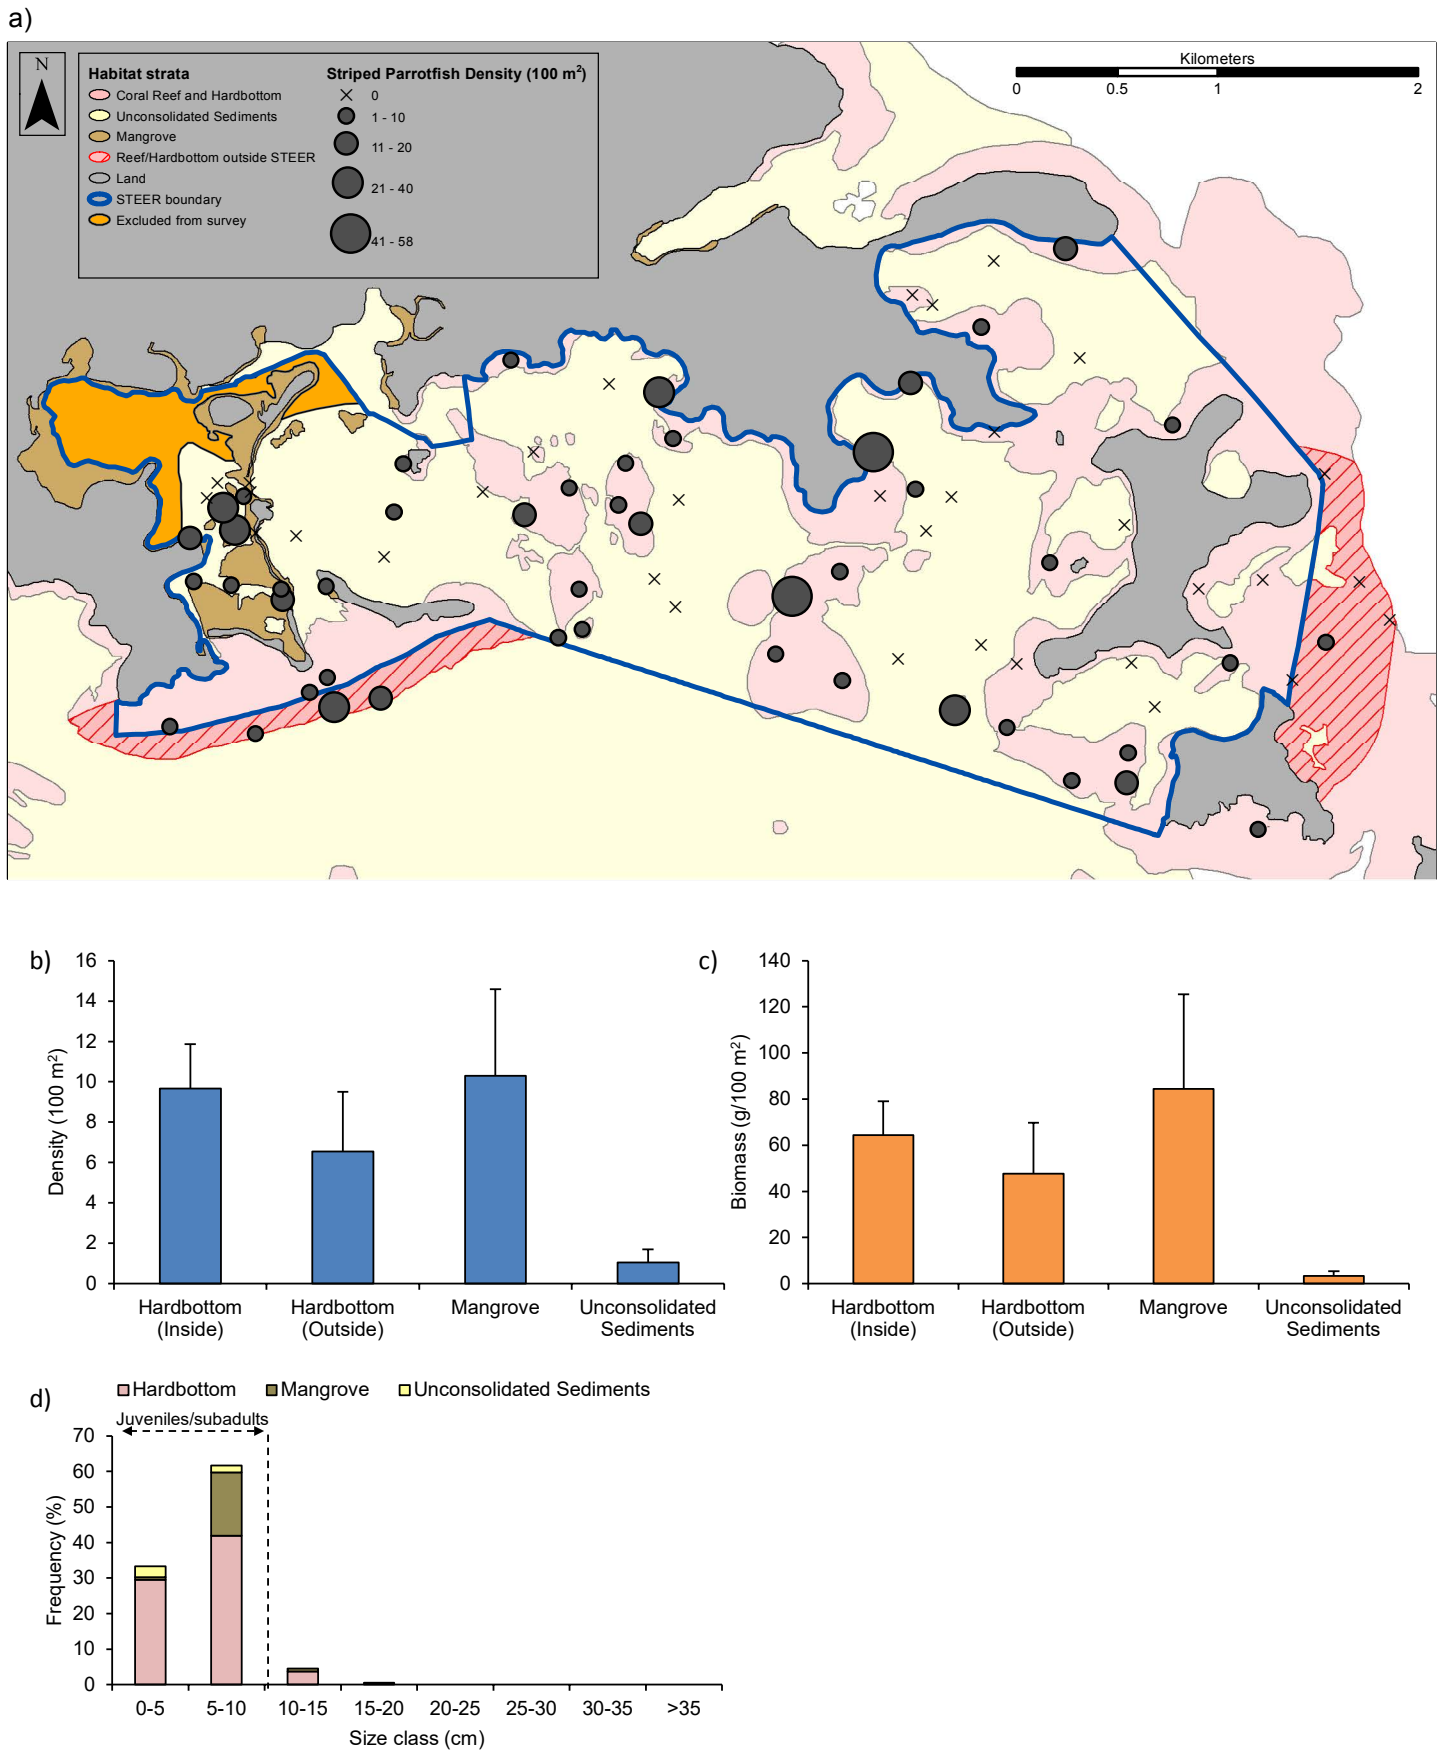 a)
N
Habitat strata
Coral Reef and Hardbottom
Unconsolidated Sediments
Mangrove
Reef/Hardbottom outside STEER
Land
STEER boundary
Excluded from survey
Striped Parrotfish Density (100 m²)
0
1 - 10
11 - 20
21 - 40
41 - 58
Kilometers
0 0.5 1 2
b)
Density (100 m²)
16
14
12
10
8
6
4
2
0
Hardbottom (Inside)
Hardbottom (Outside)
Mangrove
Unconsolidated Sediments
c)
Biomass (g/100 m²)
140
120
100
80
60
40
20
0
Hardbottom (Inside)
Hardbottom (Outside)
Mangrove
Unconsolidated Sediments
d)
Hardbottom Mangrove Unconsolidated Sediments
Juveniles/subadults
Frequency (%)
70
60
50
40
30
20
10
0
0-5 5-10 10-15 15-20 20-25 25-30 30-35 >35
Size class (cm)